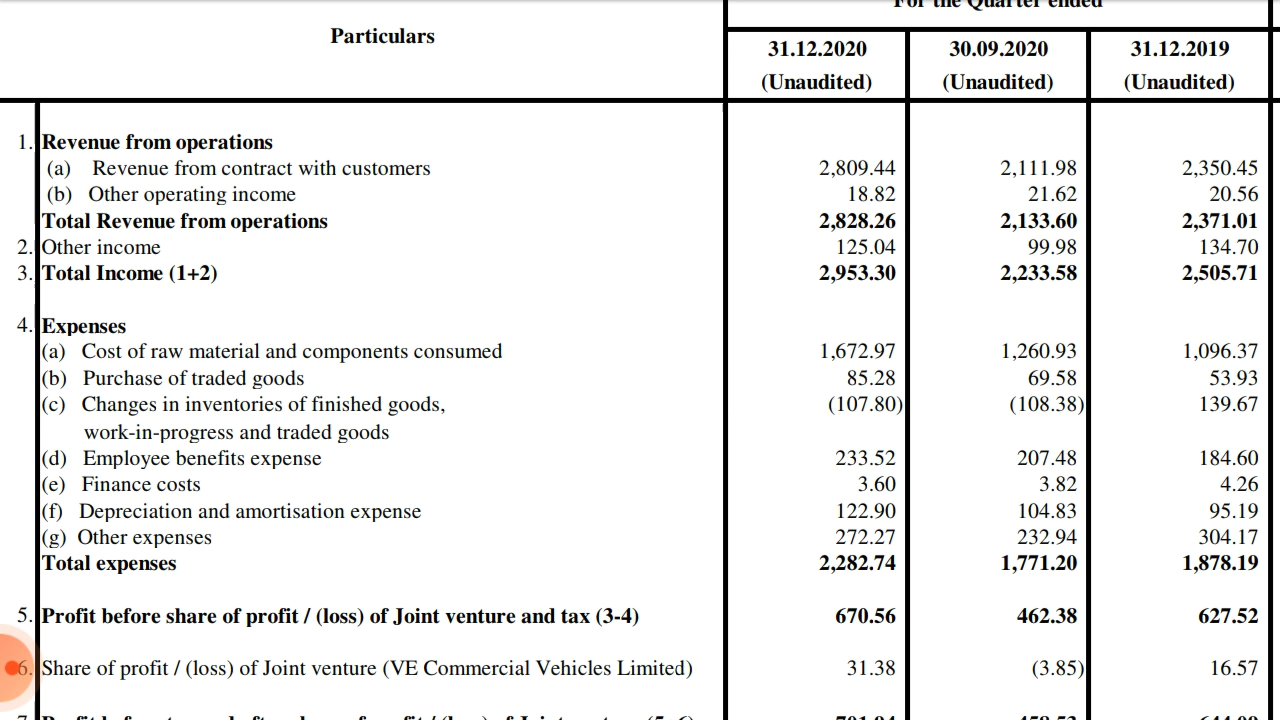 For the Quarter ended
Particulars
31.12.2020 30.09.2020 31.12.2019
(Unaudited) (Unaudited) (Unaudited)
1. Revenue from operations
(a) Revenue from contract with customers 2,809.44 2,111.98 2,350.45
(b) Other operating income 18.82 21.62 20.56
Total Revenue from operations 2,828.26 2,133.60 2,371.01
2. Other income 125.04 99.98 134.70
3. Total Income (1+2) 2,953.30 2,233.58 2,505.71
4. Expenses
(a) Cost of raw material and components consumed 1,672.97 1,260.93 1,096.37
(b) Purchase of traded goods 85.28 69.58 53.93
(c) Changes in inventories of finished goods, (107.80) (108.38) 139.67
work-in-progress and traded goods
(d) Employee benefits expense 233.52 207.48 184.60
(e) Finance costs 3.60 3.82 4.26
(f) Depreciation and amortisation expense 122.90 104.83 95.19
(g) Other expenses 272.27 232.94 304.17
Total expenses 2,282.74 1,771.20 1,878.19
5. Profit before share of profit / (loss) of Joint venture and tax (3-4) 670.56 462.38 627.52
6. Share of profit / (loss) of Joint venture (VE Commercial Vehicles Limited) 31.38 (3.85) 16.57